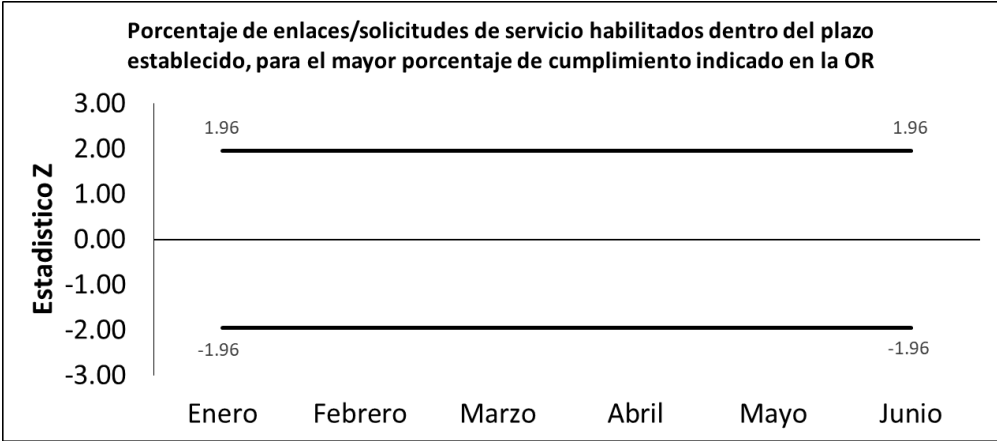 Porcentaje de enlaces/solicitudes de servicio habilitados dentro del plazo
establecido, para el mayor porcentaje de cumplimiento indicado en la OR
Estadistico Z
3.00
2.00
1.00
0.00
-1.00
-2.00
-3.00
1.96
1.96
-1.96
-1.96
Enero
Febrero
Marzo
Abril
Mayo
Junio